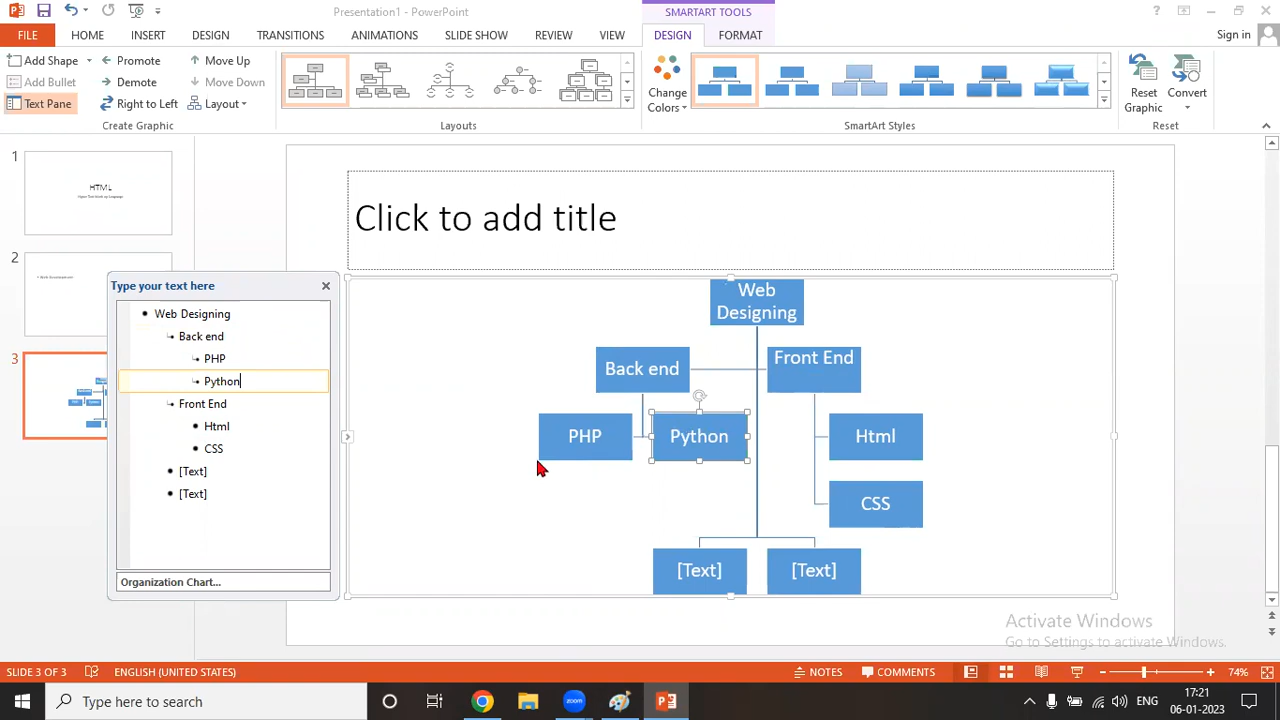 Presentation1 - PowerPoint
SMARTART TOOLS
FILE HOME INSERT DESIGN TRANSITIONS ANIMATIONS SLIDE SHOW REVIEW VIEW DESIGN FORMAT Sign in
Add Shape Promote Move Up
Add Bullet Demote Move Down
Text Pane Right to Left Layout
Create Graphic
Layouts
Change
Colors
SmartArt Styles
Reset
Graphic
Convert
Reset
1
HTML
2
3
Type your text here
Web Designing
Back end
PHP
Python
Front End
Html
CSS
[Text]
[Text]
Organization Chart...
Click to add title
Web
Designing
Back end Front End
PHP Python Html
CSS
[Text] [Text]
Activate Windows
Go to Settings to activate Windows.
SLIDE 3 OF 3 ENGLISH (UNITED STATES) NOTES COMMENTS 74%
Type here to search
zoom
ENG
17:21
06-01-2023